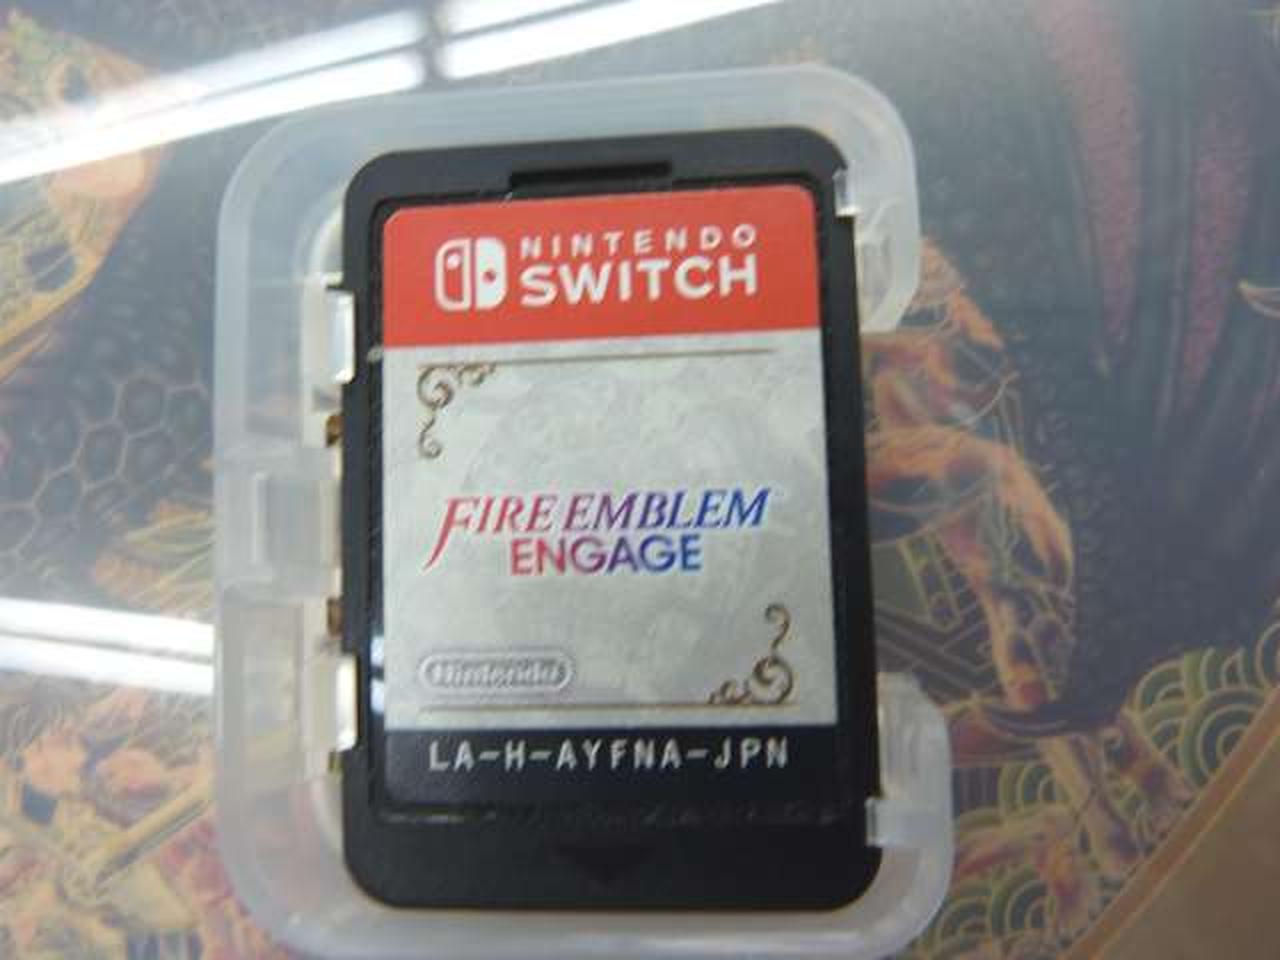 NINTENDO
SWITCH
FIRE EMBLEM
ENGAGE
Nintendo
LA-H-AYFNA-JPN